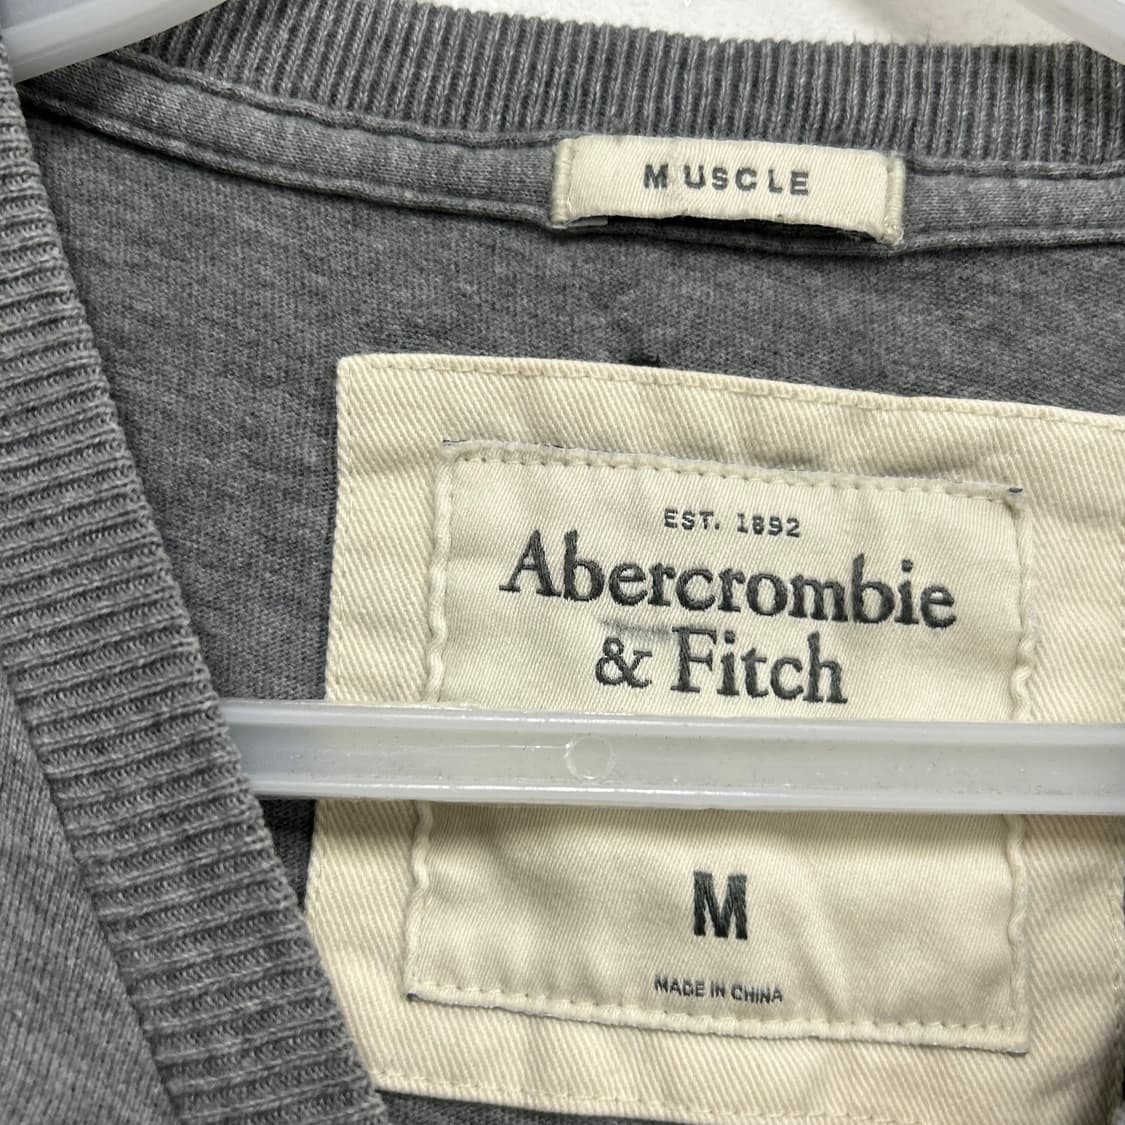 MUSCLE
EST. 1892
Abercrombie
& Fitch
M
MADE IN CHINA